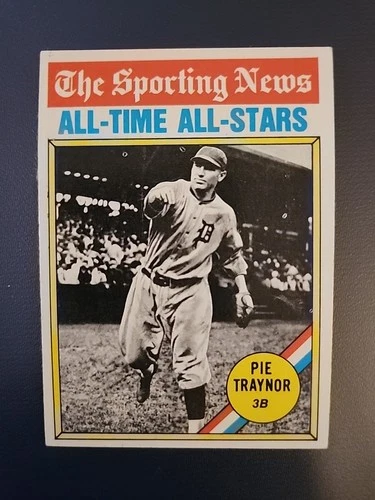 The Sporting News
ALL-TIME ALL-STARS
D
PIE
TRAYNOR
3B